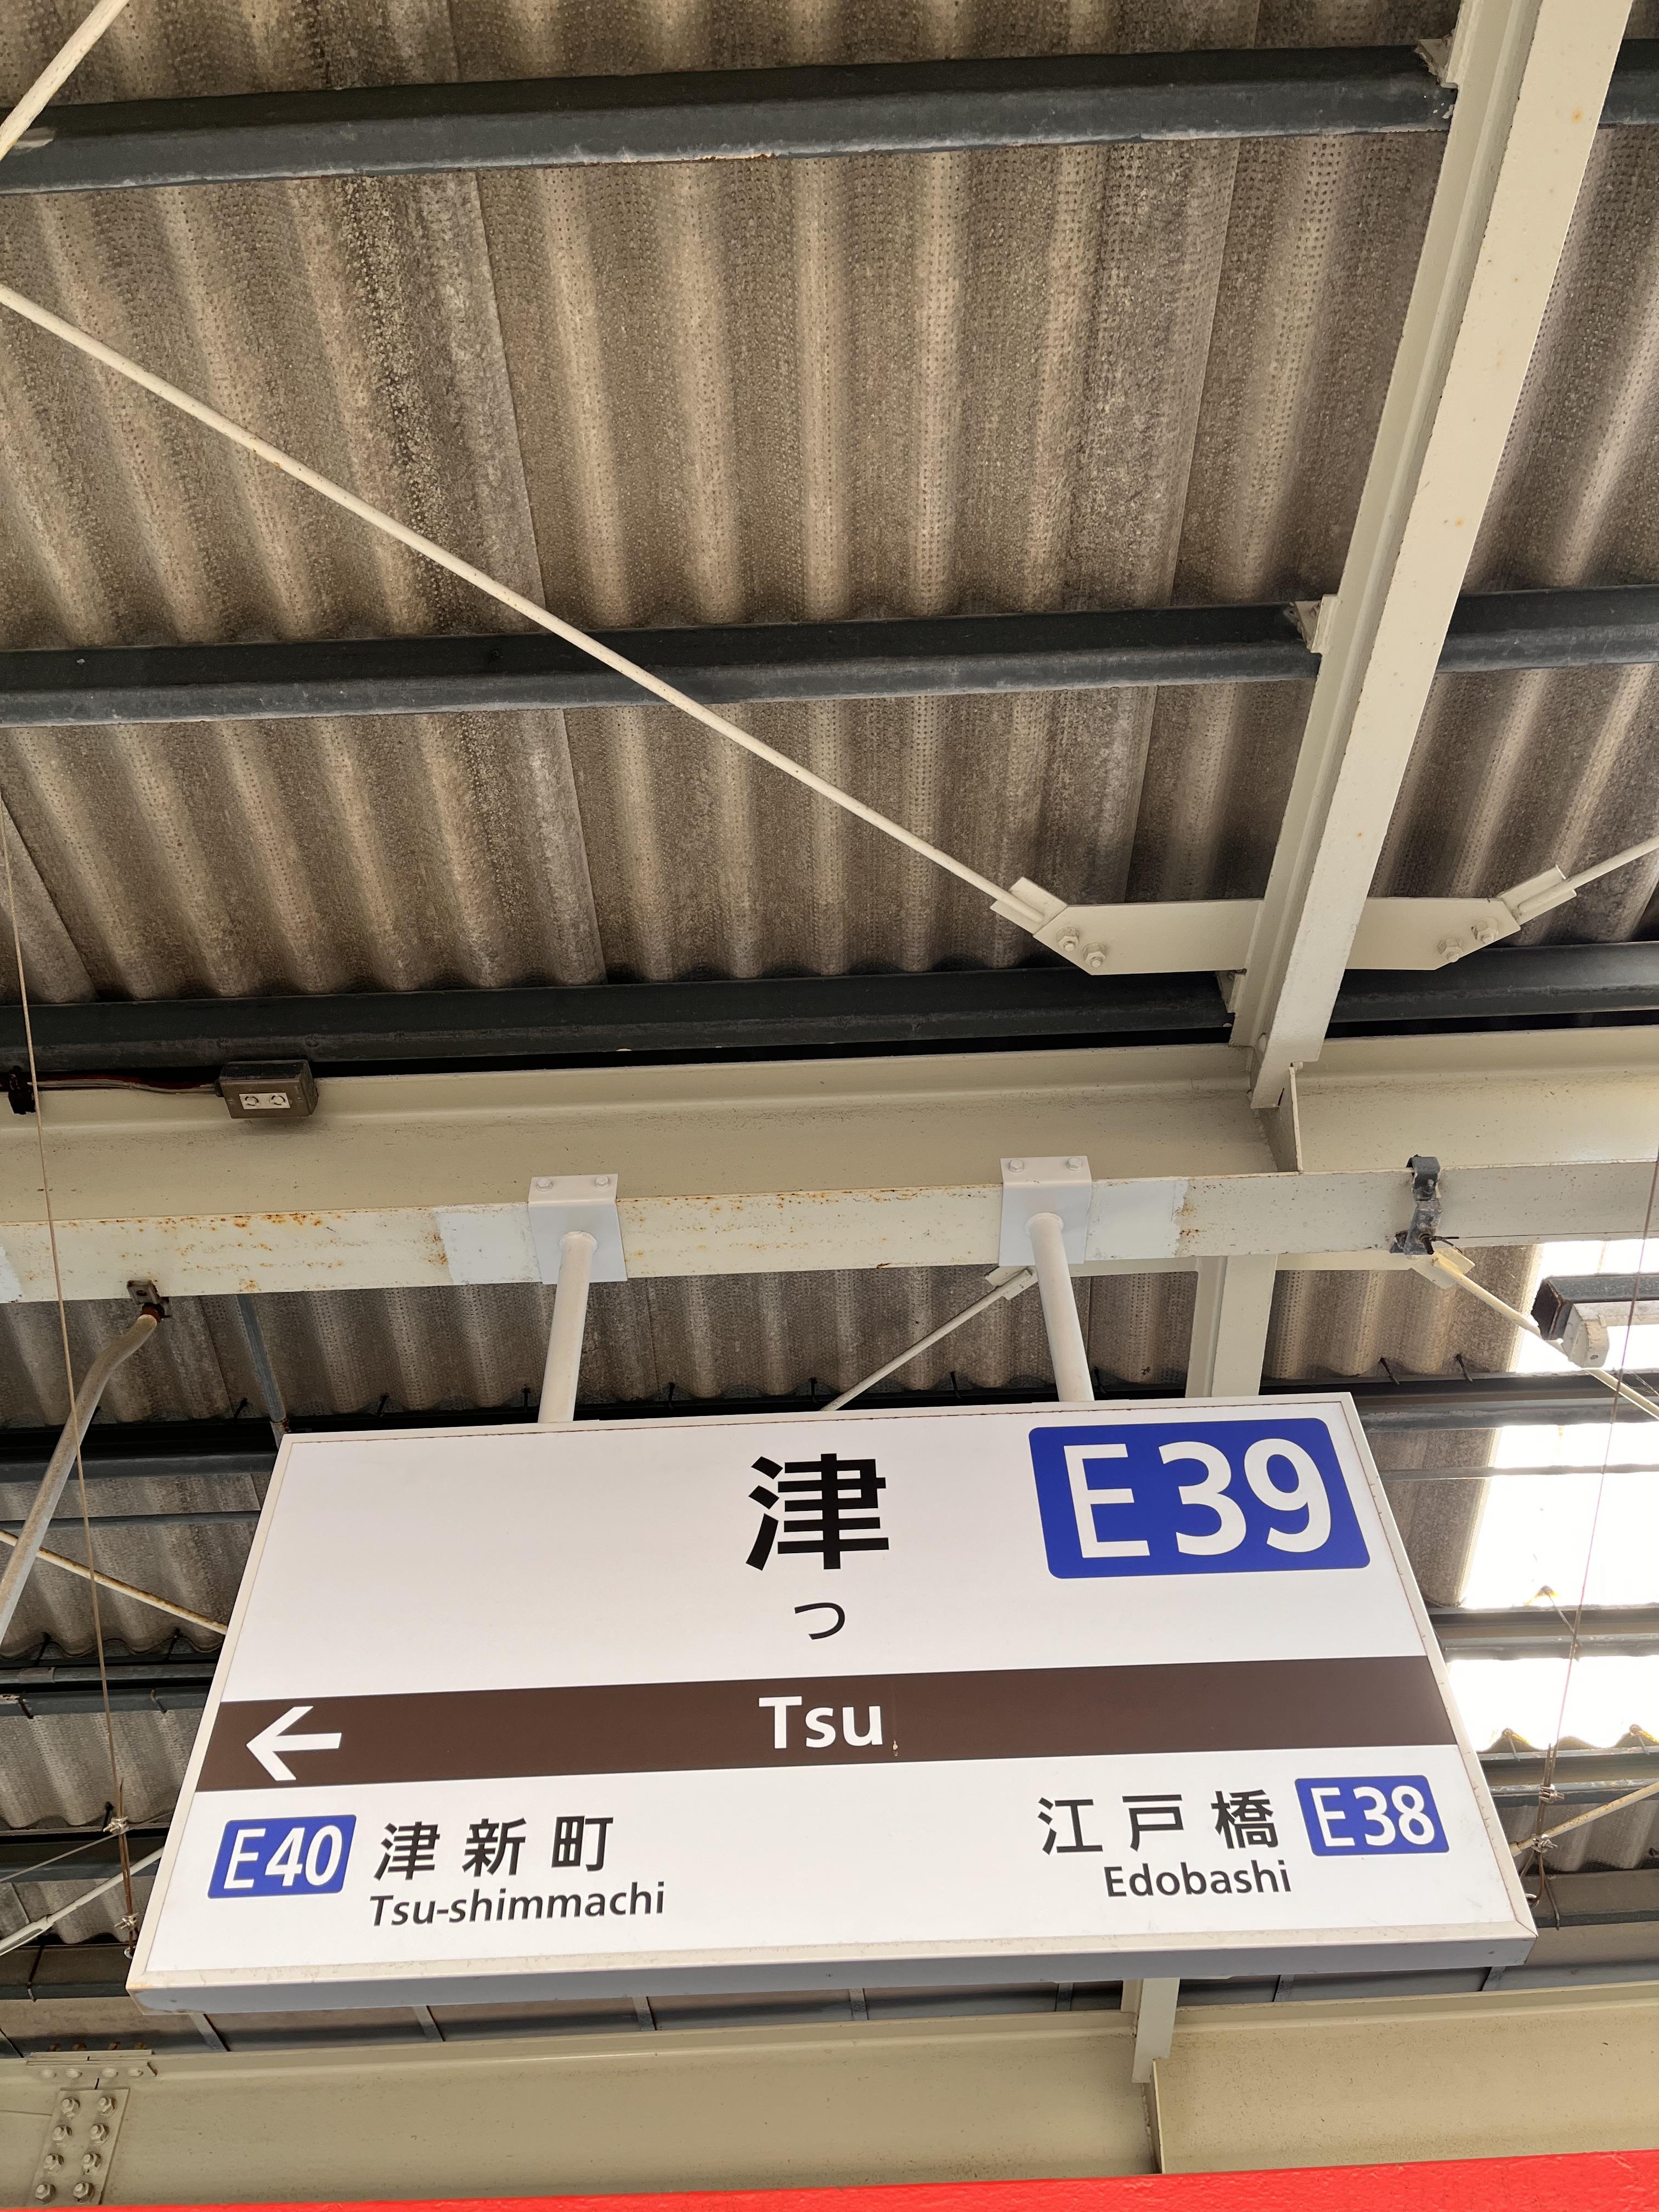 津 E39
つ
Tsu
←
E40 津新町 江戸橋 E38
Tsu-shimmachi Edobashi